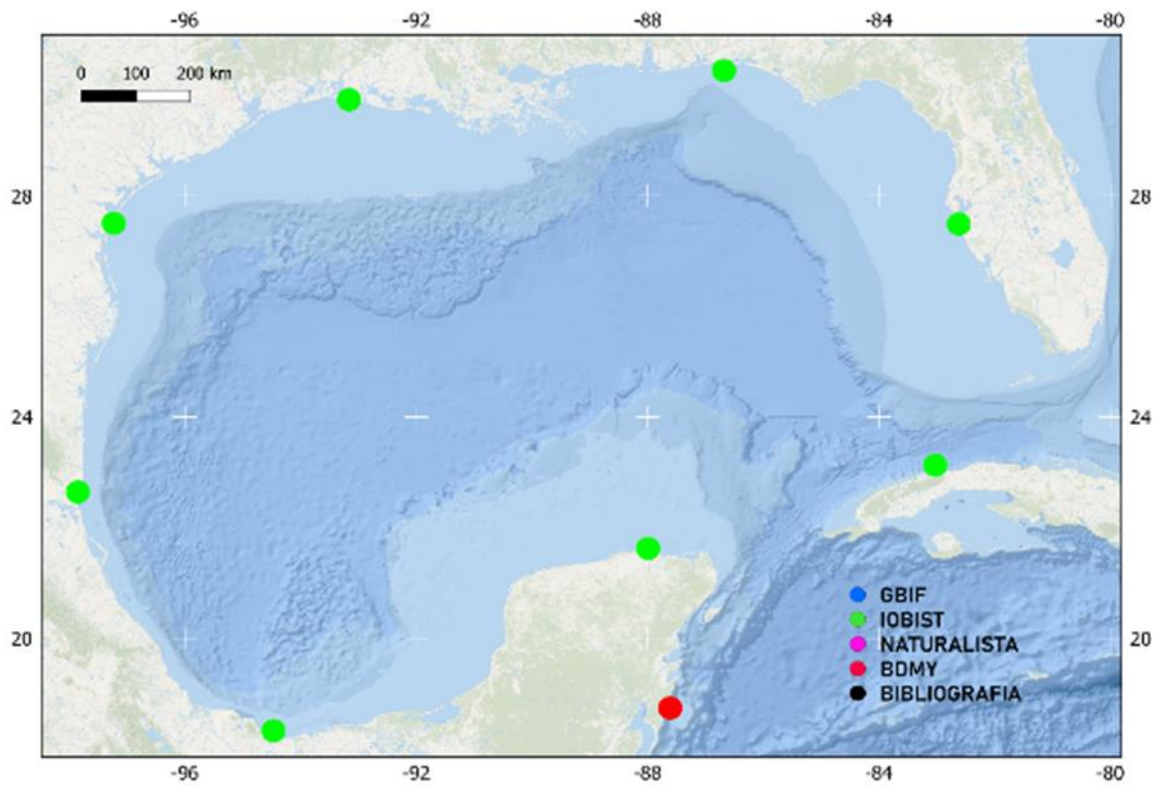 -96 -92 -88 -84 -80
0 100 200 km
28 28
24 24
GBIF
IOBIST
20 20
NATURALISTA
BDMY
BIBLIOGRAFIA
-96 -92 -88 -84 -80